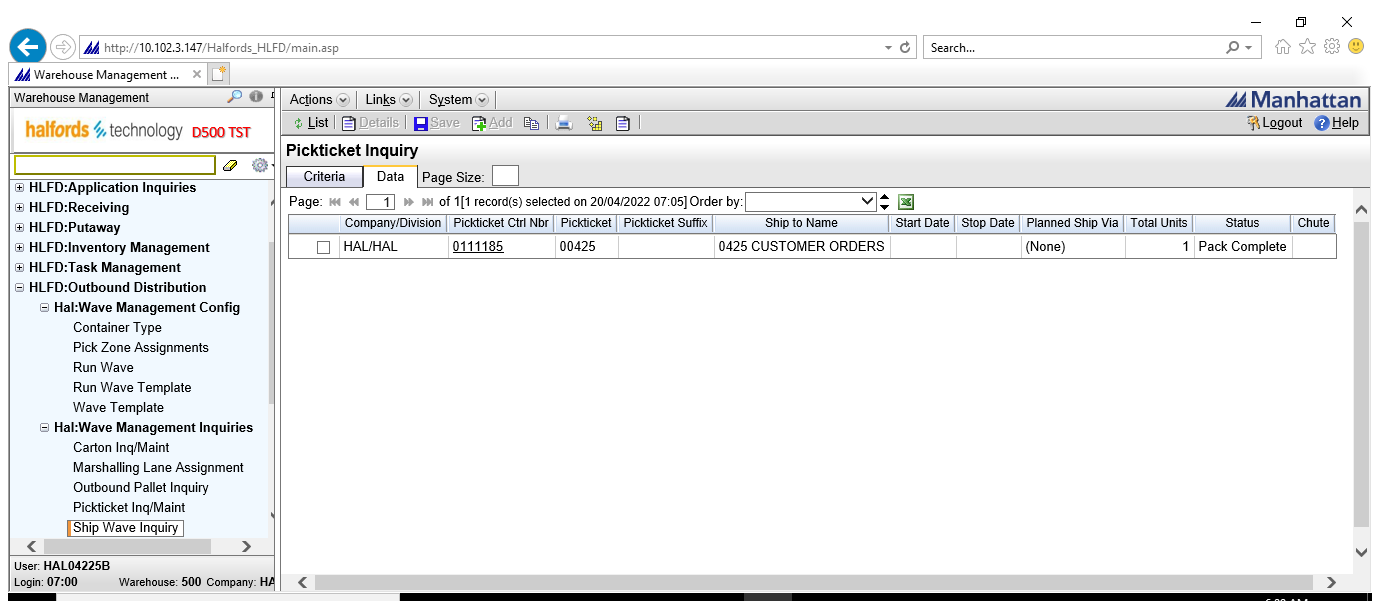 http://10.102.3.147/Halfords_HLFD/main.asp
Search...
Warehouse Management ...
Warehouse Management
halfords technology D500 TST
HLFD:Application Inquiries
HLFD:Receiving
HLFD:Putaway
HLFD:Inventory Management
HLFD:Task Management
HLFD:Outbound Distribution
Hal:Wave Management Config
Container Type
Pick Zone Assignments
Run Wave
Run Wave Template
Wave Template
Hal:Wave Management Inquiries
Carton Inq/Maint
Marshalling Lane Assignment
Outbound Pallet Inquiry
Pickticket Inq/Maint
Ship Wave Inquiry
User: HAL04225B
Login: 07:00 Warehouse: 500 Company: HA
Actions Links System
Manhattan
List Details Save Add
Logout Help
Pickticket Inquiry
Criteria Data Page Size:
Page: 1 of 1[1 record(s) selected on 20/04/2022 07:05] Order by:
Company/Division Pickticket Ctrl Nbr Pickticket Pickticket Suffix Ship to Name Start Date Stop Date Planned Ship Via Total Units Status Chute
HAL/HAL 0111185 00425 0425 CUSTOMER ORDERS (None) 1 Pack Complete